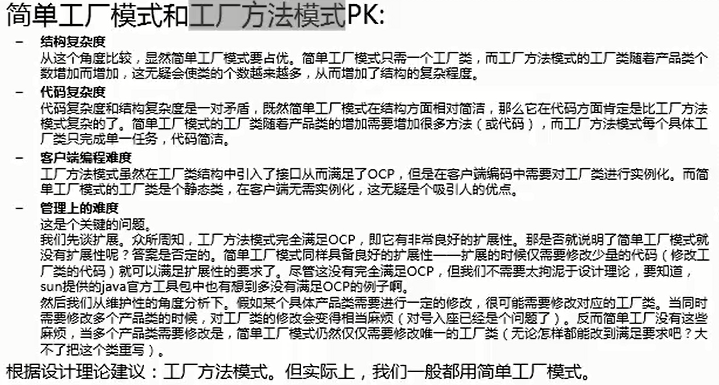 简单工厂模式和工厂方法模式PK:
– 结构复杂度
从这个角度比较，显然简单工厂模式要占优。简单工厂模式只需一个工厂类，而工厂方法模式的工厂类随着产品类个
数增加而增加，这无疑会使类的个数越来越多，从而增加了结构的复杂程度。
– 代码复杂度
代码复杂度和结构复杂度是一对矛盾，既然简单工厂模式在结构方面相对简洁，那么它在代码方面肯定是比工厂方法
模式复杂的了。简单工厂模式的工厂类随着产品类的增加需要增加很多方法（或代码），而工厂方法模式每个具体工
厂类只完成单一任务，代码简洁。
– 客户端编程难度
工厂方法模式虽然在工厂类结构中引入了接口从而满足了OCP，但是在客户端编码中需要对工厂类进行实例化。而简
单工厂模式的工厂类是个静态类，在客户端无需实例化，这无疑是个吸引人的优点。
– 管理上的难度
这是个关键的问题。
我们先谈扩展。众所周知，工厂方法模式完全满足OCP，即它有非常良好的扩展性。那是否就说明了简单工厂模式就
没有扩展性呢？答案是否定的。简单工厂模式同样具备良好的扩展性——扩展的时候仅需要修改少量的代码（修改工
厂类的代码）就可以满足扩展性的要求了。尽管这没有完全满足OCP，但我们不需要太拘泥于设计理论，要知道，
sun提供的java官方工具包中也有想到多没有满足OCP的例子啊。
然后我们从维护性的角度分析下。假如某个具体产品类需要进行一定的修改，很可能需要修改对应的工厂类。当同时
需要修改多个产品类的时候，对工厂类的修改会变得相当麻烦（对号入座已经是个问题了）。反而简单工厂没有这些
麻烦，当多个产品类需要修改是，简单工厂模式仍然仅仅需要修改唯一的工厂类（无论怎样都能改到满足要求吧？大
不了把这个类重写）。
根据设计理论建议：工厂方法模式。但实际上，我们一般都用简单工厂模式。